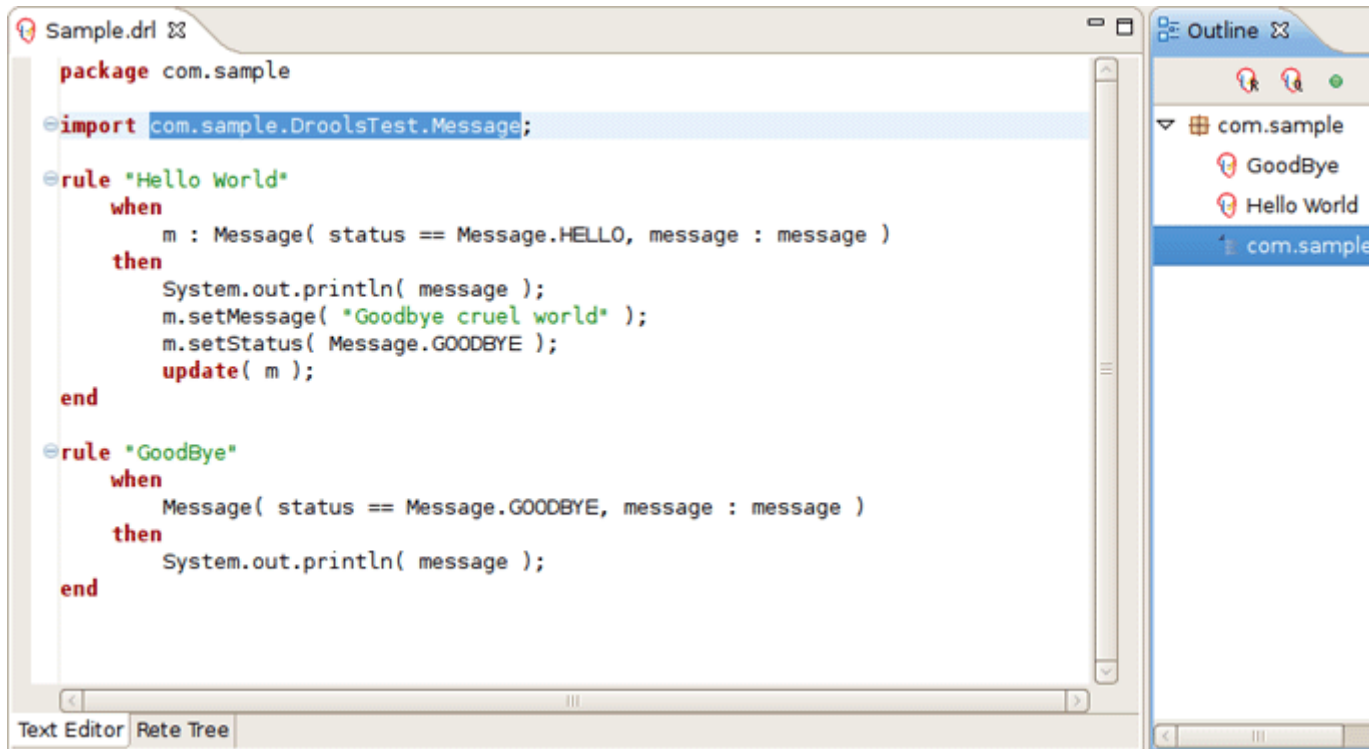 Sample.drl
package com.sample
import com.sample.DroolsTest.Message;
rule "Hello World"
when
m : Message( status == Message.HELLO, message : message )
then
System.out.println( message );
m.setMessage( "Goodbye cruel world" );
m.setStatus( Message.GOODBYE );
update( m );
end
rule "GoodBye"
when
Message( status == Message.GOODBYE, message : message )
then
System.out.println( message );
end
Text Editor Rete Tree
Outline
com.sample
GoodBye
Hello World
com.sample